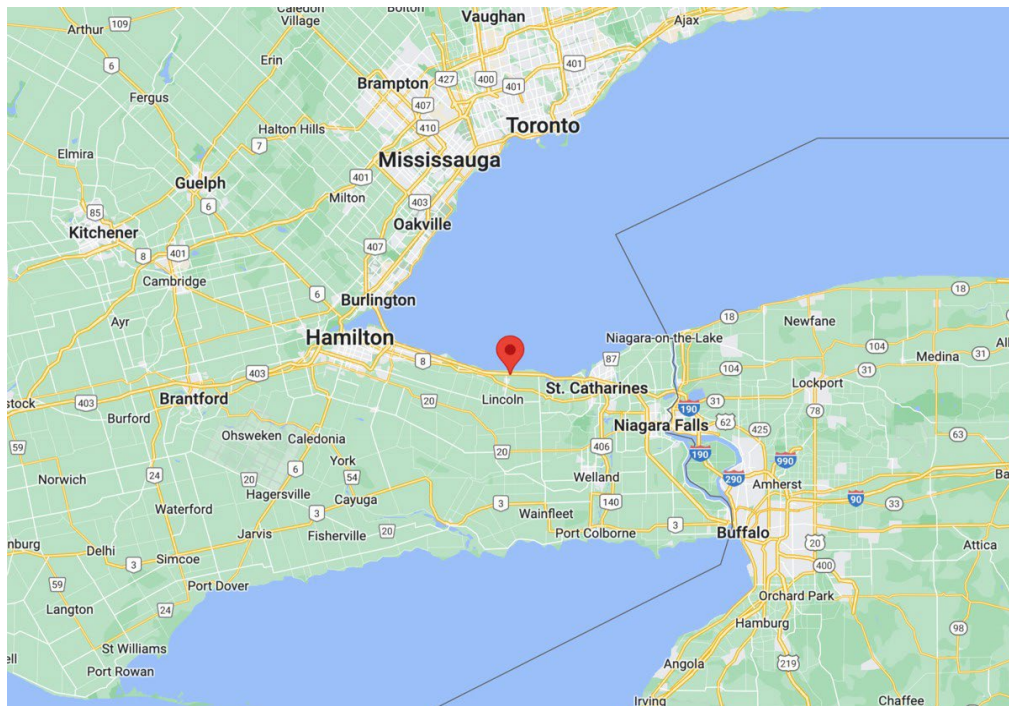 Caledon
Village
Bolton
Vaughan
Ajax
Arthur
109
6
Erin
Brampton
427
400
401
401
407
410
Fergus
Halton Hills
7
Toronto
Elmira
Mississauga
401
Guelph
Milton
403
85
6
Kitchener
Oakville
8
401
407
Cambridge
18
6
Burlington
Newfane
18
Ayr
Hamilton
Niagara-on-the-Lake
104
104
Medina
31
8
87
403
Lincoln
St. Catharines
Lockport
31
stock
403
Brantford
20
190
78
Burford
62
425
Niagara Falls
63
Ohsweken
Caledonia
406
20
190
59
24
York
54
6
Welland
290
990
Norwich
20
Hagersville
Cayuga
3
140
Amherst
90
33
Waterford
3
Wainfleet
Jarvis
Fisherville
20
Port Colborne
3
Buffalo
20
Delhi
3
Simcoe
400
Attica
59
Port Dover
Langton
24
Orchard Park
Hamburg
98
St Williams
219
Port Rowan
Angola
Irving
Chaffee